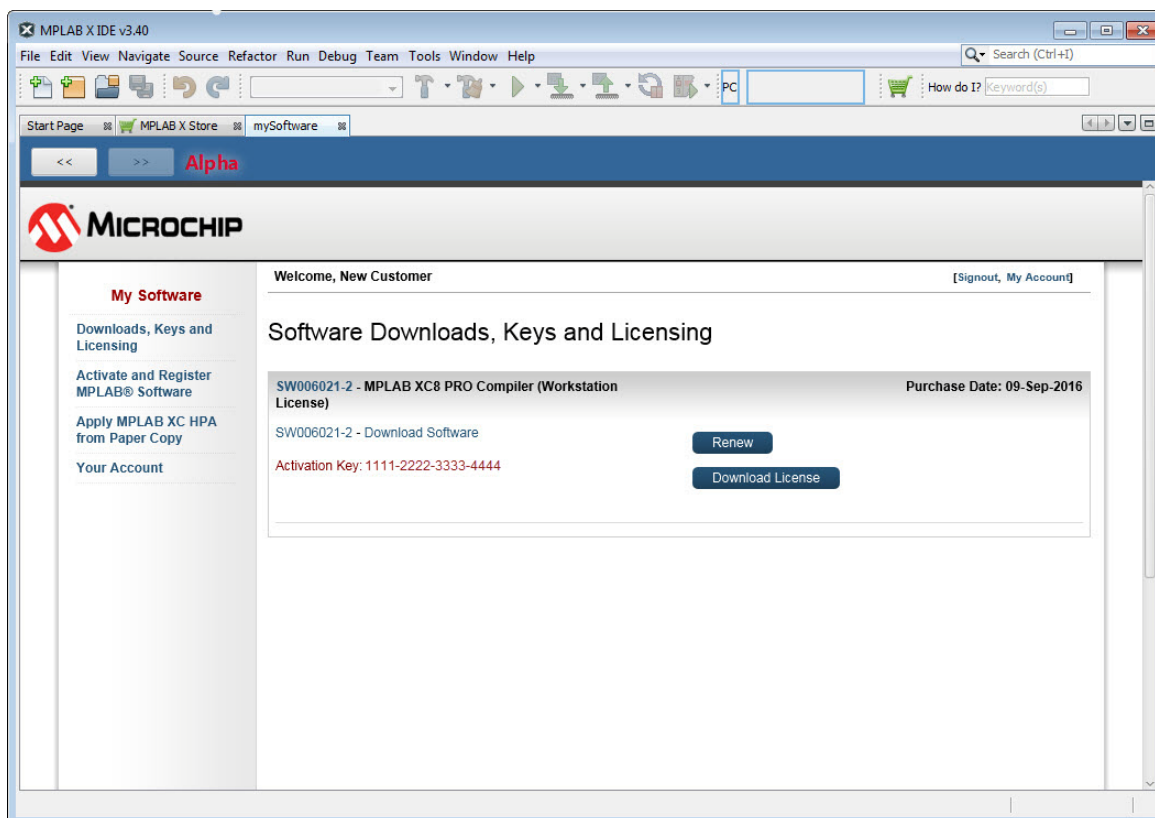 MPLAB X IDE v3.40
File Edit View Navigate Source Refactor Run Debug Team Tools Window Help
Search (Ctrl+I)
PC
How do I?
Keyword(s)
Start Page
MPLAB X Store
mySoftware
<<
>>
Alpha
MICROCHIP
My Software
Downloads, Keys and
Licensing
Activate and Register
MPLAB® Software
Apply MPLAB XC HPA
from Paper Copy
Your Account
Welcome, New Customer
[Signout, My Account]
Software Downloads, Keys and Licensing
SW006021-2 - MPLAB XC8 PRO Compiler (Workstation
License)
Purchase Date: 09-Sep-2016
SW006021-2 - Download Software
Renew
Activation Key: 1111-2222-3333-4444
Download License